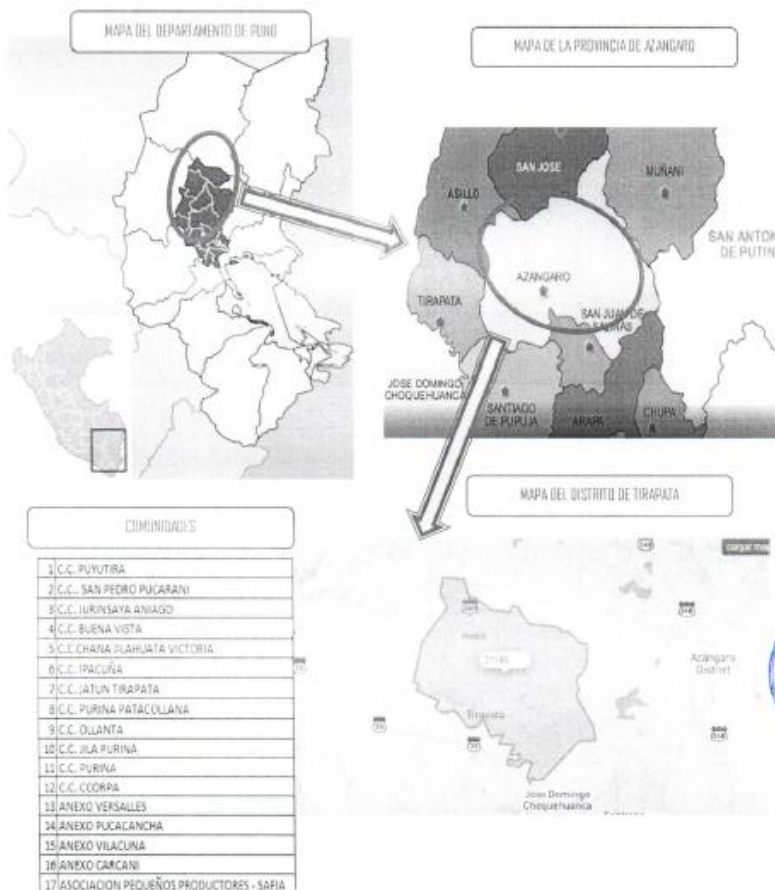 MAPA DEL DEPARTAMENTO DE PUNO
MAPA DE LA PROVINCIA DE AZANGARO
SAN JOSE
MUÑANI
ASILLO
SAN ANTON
DE PUTIN
AZANGARO
TIRAPATA
SAN JUAN DE
SALINAS
JOSE DOMINGO
CHOQUEHUANCA
SANTIAGO
DE PUPUJA
ARAPA
CHUPA
MAPA DEL DISTRITO DE TIRAPATA
COMUNIDADES
1 C.C. PUYUTIRA
2 C.C. SAN PEDRO PUCARANI
3 C.C. JURINSAYA ANIAGO
4 C.C. BUENA VISTA
5 C.C. CHANA JILAHUATA VICTORIA
6 C.C. IPACUÑA
7 C.C. JATUN TIRAPATA
8 C.C. PURINA PATACOLLANA
9 C.C. OLLANTA
10 C.C. JILA PURINA
11 C.C. PURINA
12 C.C. CCORPA
13 ANEXO VERSALLES
14 ANEXO PUCACANCHA
15 ANEXO VILACUNA
16 ANEXO CARCANI
17 ASOCIACION PEQUEÑOS PRODUCTORES - SAFIA
Tirapata
Azángaro
District
Jose Domingo
Choquehuanca